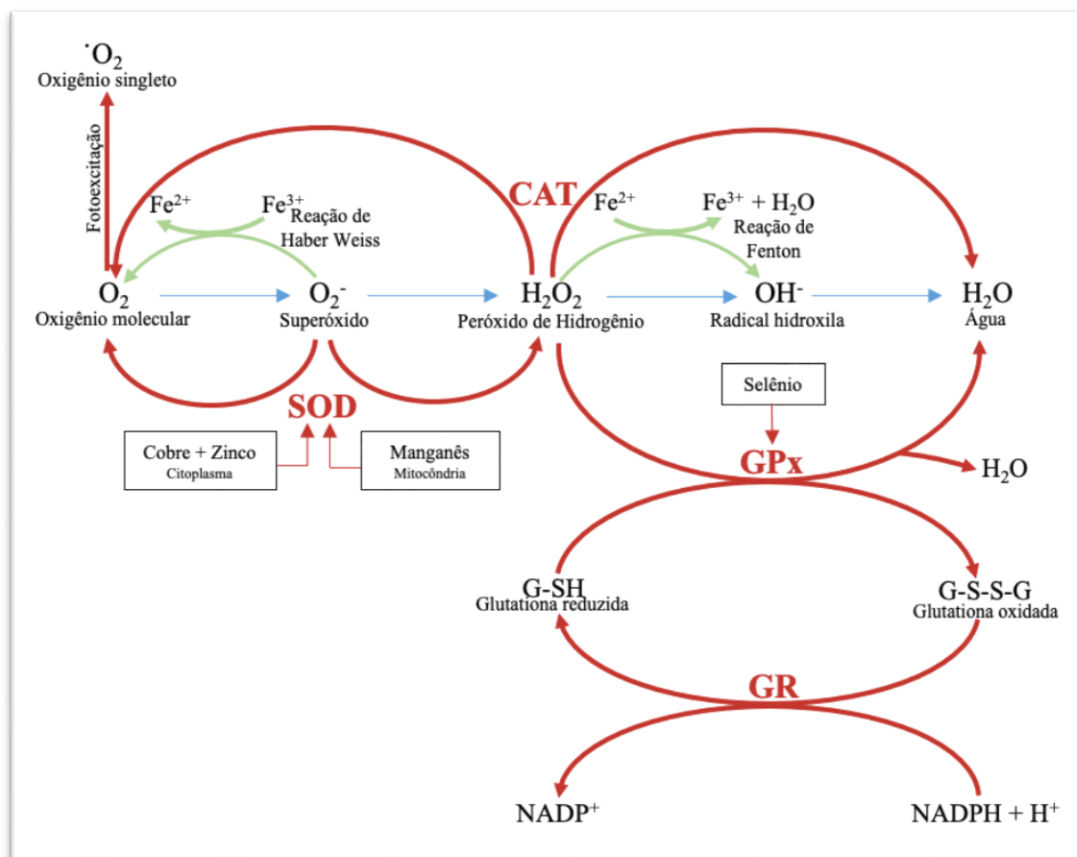 ˙O₂
Oxigênio singleto
Fotoexcitação
CAT
Fe²⁺
Fe³⁺
Reação de
Haber Weiss
Fe²⁺
Fe³⁺ + H₂O
Reação de
Fenton
O₂
Oxigênio molecular
O₂⁻
Superóxido
H₂O₂
Peróxido de Hidrogênio
OH-
Radical hidroxila
H₂O
Água
SOD
Cobre + Zinco
Citoplasma
Manganês
Mitocôndria
Selênio
GPx
H₂O
G-SH
Glutationa reduzida
G-S-S-G
Glutationa oxidada
GR
NADP⁺
NADPH + H⁺